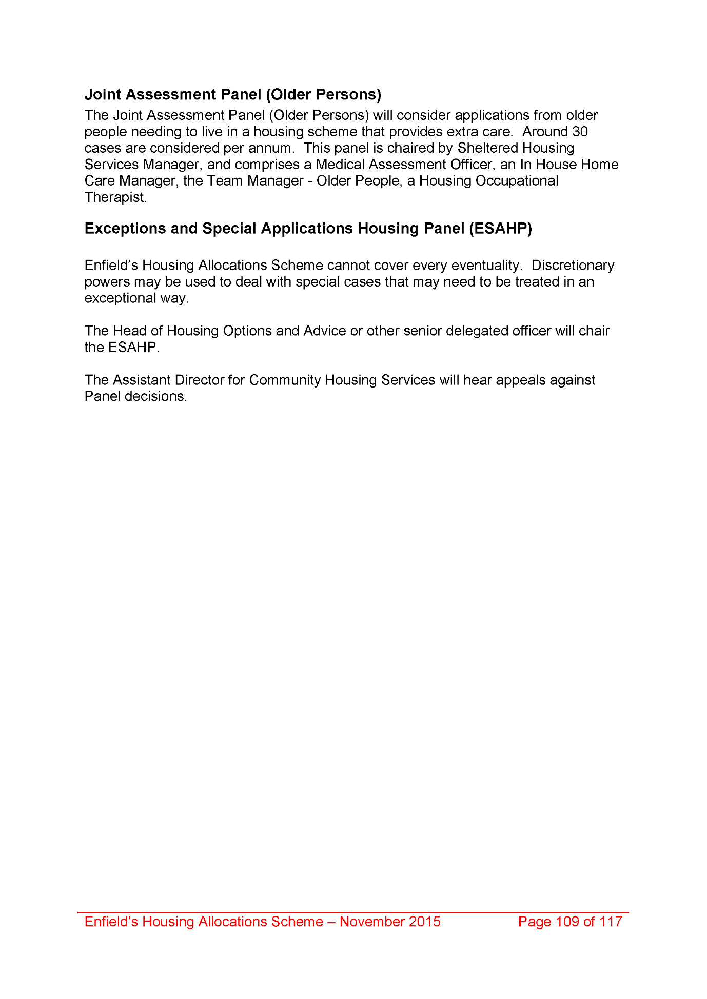 Joint Assessment Panel (Older Persons)
The Joint Assessment Panel (Older Persons) will consider applications from older
people needing to live in a housing scheme that provides extra care.  Around 30
cases are considered per annum.  This panel is chaired by Sheltered Housing
Services Manager, and comprises a Medical Assessment Officer, an In House Home
Care Manager, the Team Manager - Older People, a Housing Occupational
Therapist.
Exceptions and Special Applications Housing Panel (ESAHP)
Enfield’s Housing Allocations Scheme cannot cover every eventuality.  Discretionary
powers may be used to deal with special cases that may need to be treated in an
exceptional way.
The Head of Housing Options and Advice or other senior delegated officer will chair
the ESAHP.
The Assistant Director for Community Housing Services will hear appeals against
Panel decisions.
Enfield’s Housing Allocations Scheme – November 2015 Page 109 of 117